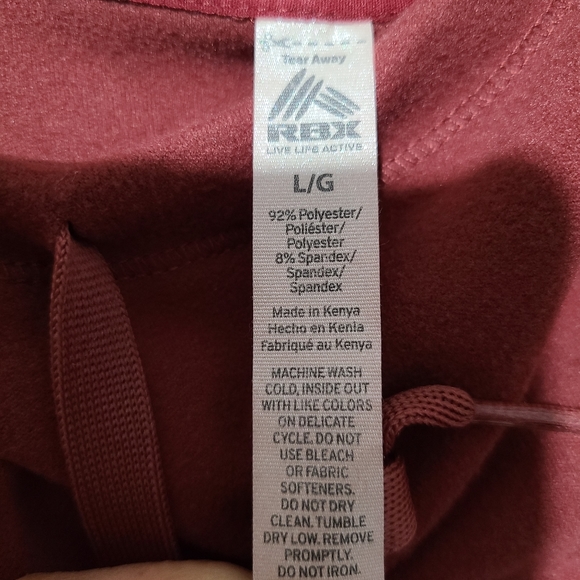 Tear Away
RBX
LIVE LIFE ACTIVE
L/G
92% Polyester/
Poliéster/
Polyester
8% Spandex/
Spandex/
Spandex
Made in Kenya
Hecho en Kenia
Fabriqué au Kenya
MACHINE WASH
COLD, INSIDE OUT
WITH LIKE COLORS
ON DELICATE
CYCLE. DO NOT
USE BLEACH
OR FABRIC
SOFTENERS.
DO NOT DRY
CLEAN. TUMBLE
DRY LOW. REMOVE
PROMPTLY.
DO NOT IRON.